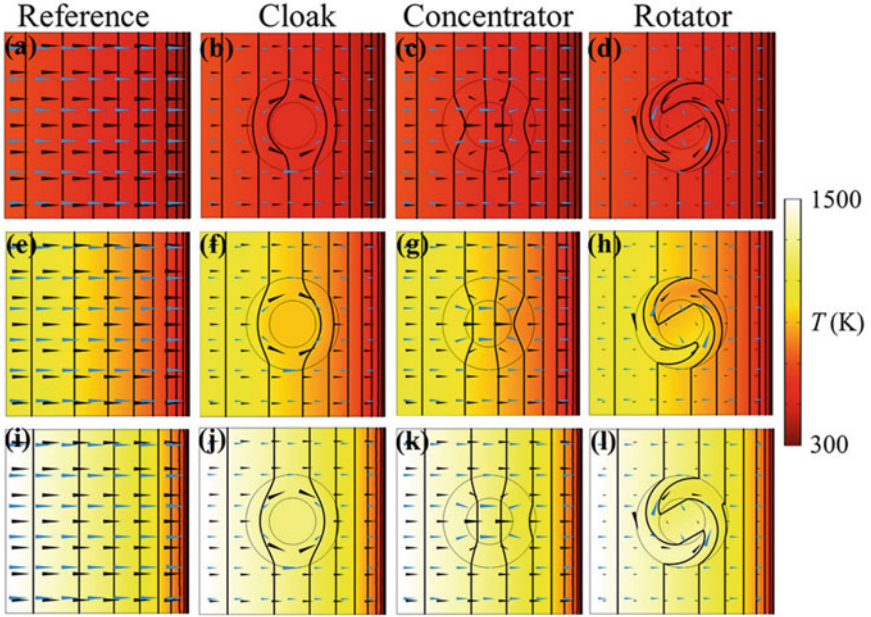 Reference Cloak Concentrator Rotator
(a) (b) (c) (d)
1500
(e) (f) (g) (h)
T (K)
(i) (j) (k) (l)
300